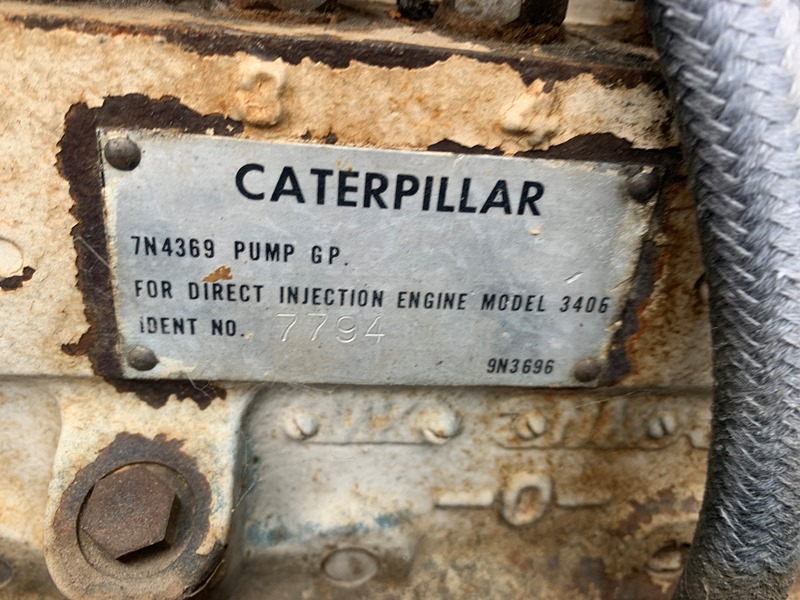 CATERPILLAR
7N4369 PUMP GP.
FOR DIRECT INJECTION ENGINE MODEL 3406
IDENT NO. 7794
9N3696